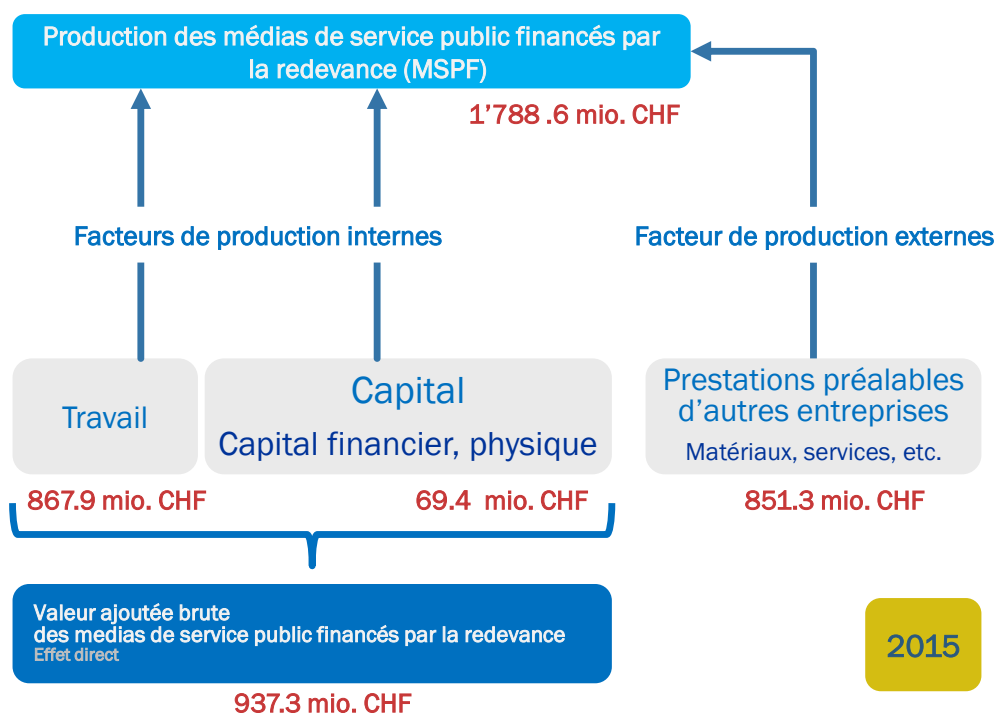 Production des médias de service public financés par
la redevance (MSPF)
1’788 .6 mio. CHF
Facteurs de production internes
Facteur de production externes
Travail
Capital
Capital financier, physique
Prestations préalables
d’autres entreprises
Matériaux, services, etc.
867.9 mio. CHF
69.4 mio. CHF
851.3 mio. CHF
Valeur ajoutée brute
des medias de service public financés par la redevance
Effet direct
2015
937.3 mio. CHF